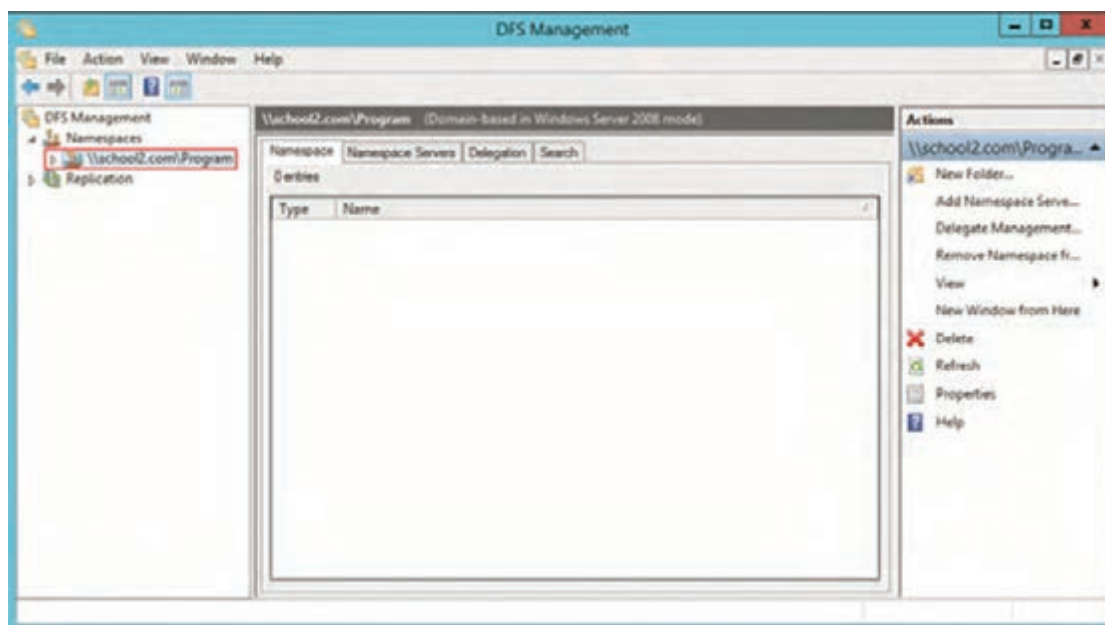 DFS Management
File Action View Window Help
DFS Management
Namespaces
\\school2.com\Program
Replication
\\school2.com\Program (Domain-based in Windows Server 2008 mode)
Namespace Namespace Servers Delegation Search
0 entries
Type Name
Actions
\\school2.com\Progra...
New Folder...
Add Namespace Serve...
Delegate Management...
Remove Namespace fr...
View
New Window from Here
Delete
Refresh
Properties
Help